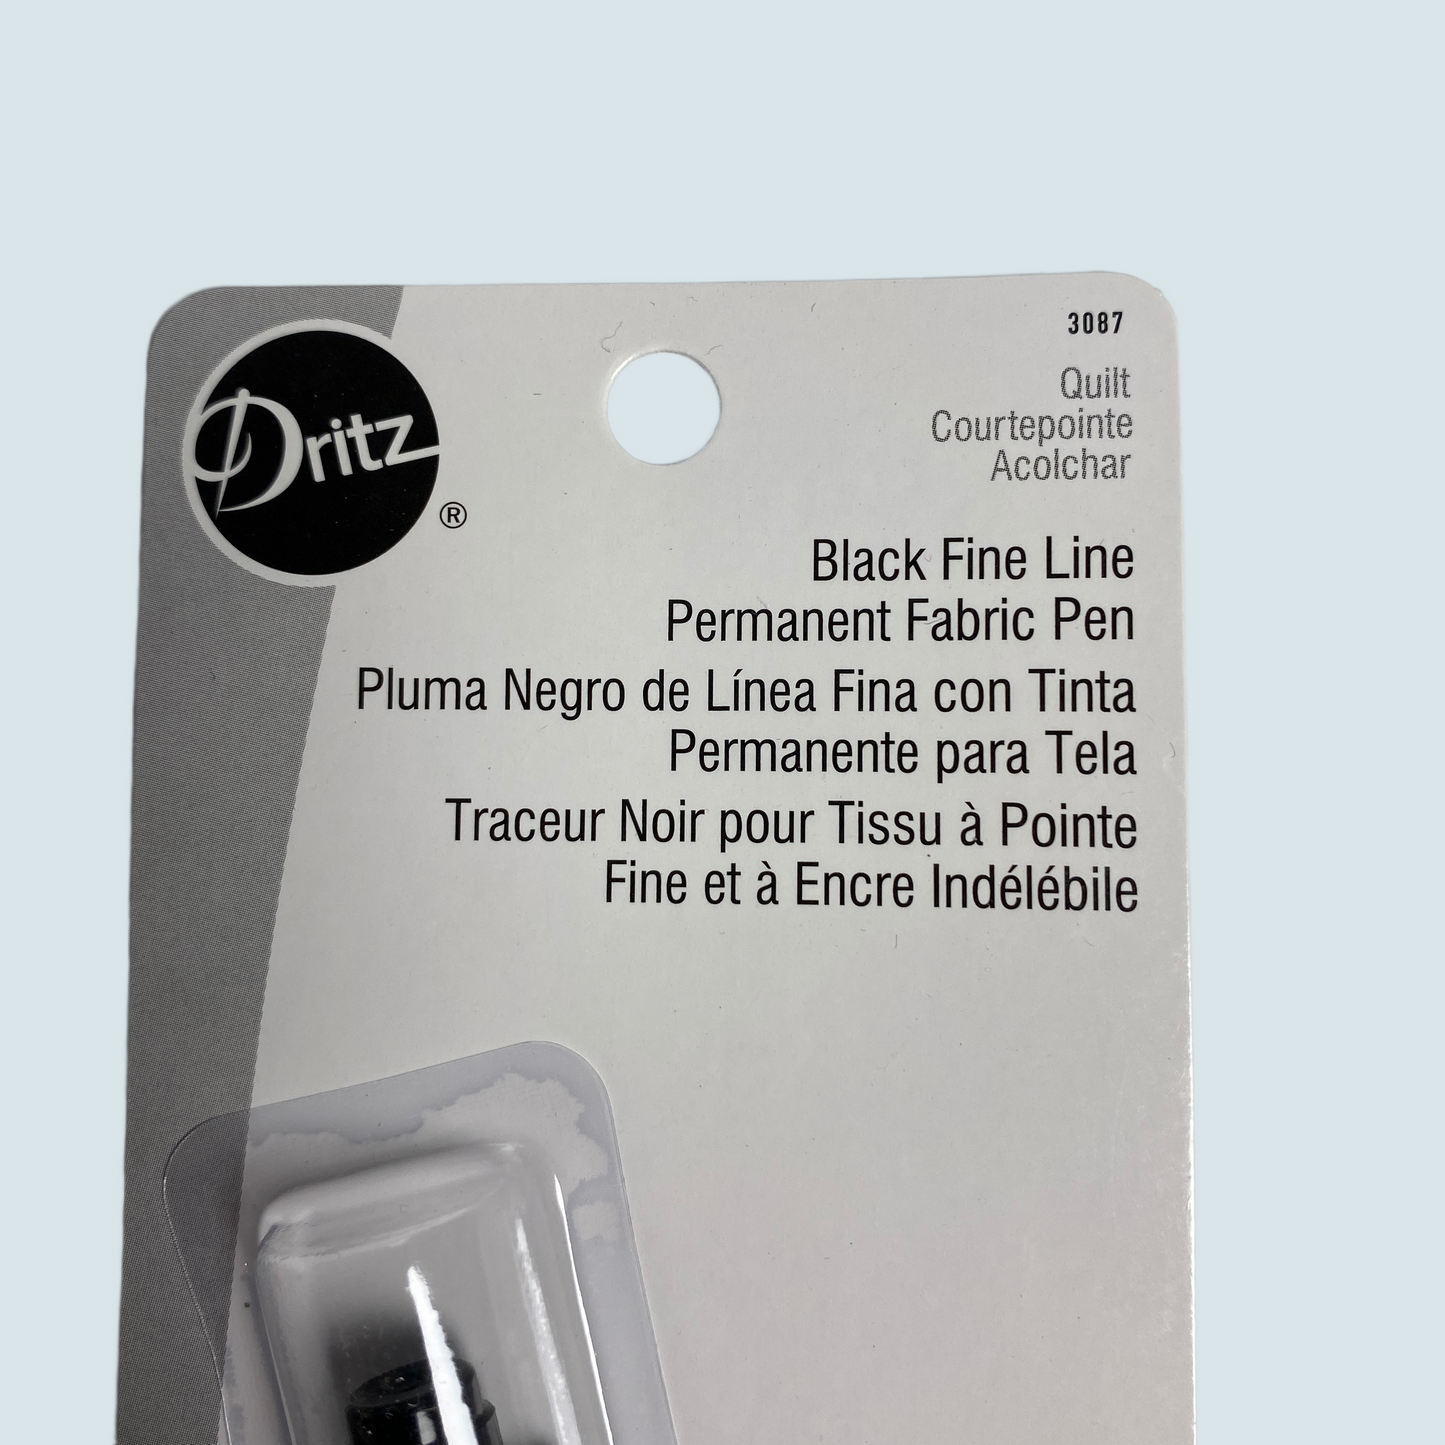 Dritz
®
3087
Quilt
Courtepointe
Acolchar
Black Fine Line
Permanent Fabric Pen
Pluma Negro de Línea Fina con Tinta
Permanente para Tela
Traceur Noir pour Tissu à Pointe
Fine et à Encre Indélébile